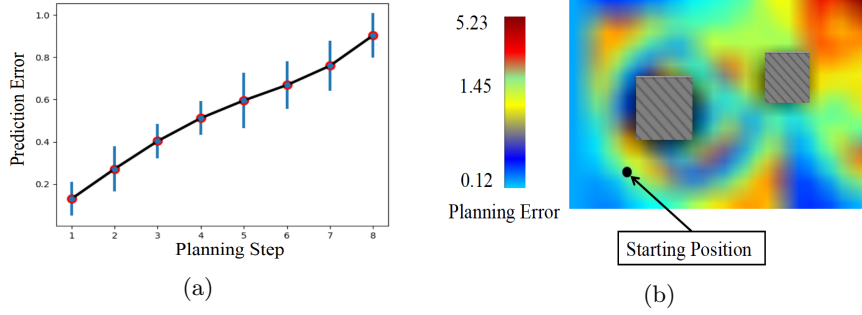 1.0
0.8
0.6
0.4
0.2
Prediction Error
1 2 3 4 5 6 7 8
Planning Step
(a)
5.23
1.45
0.12
Planning Error
Starting Position
(b)